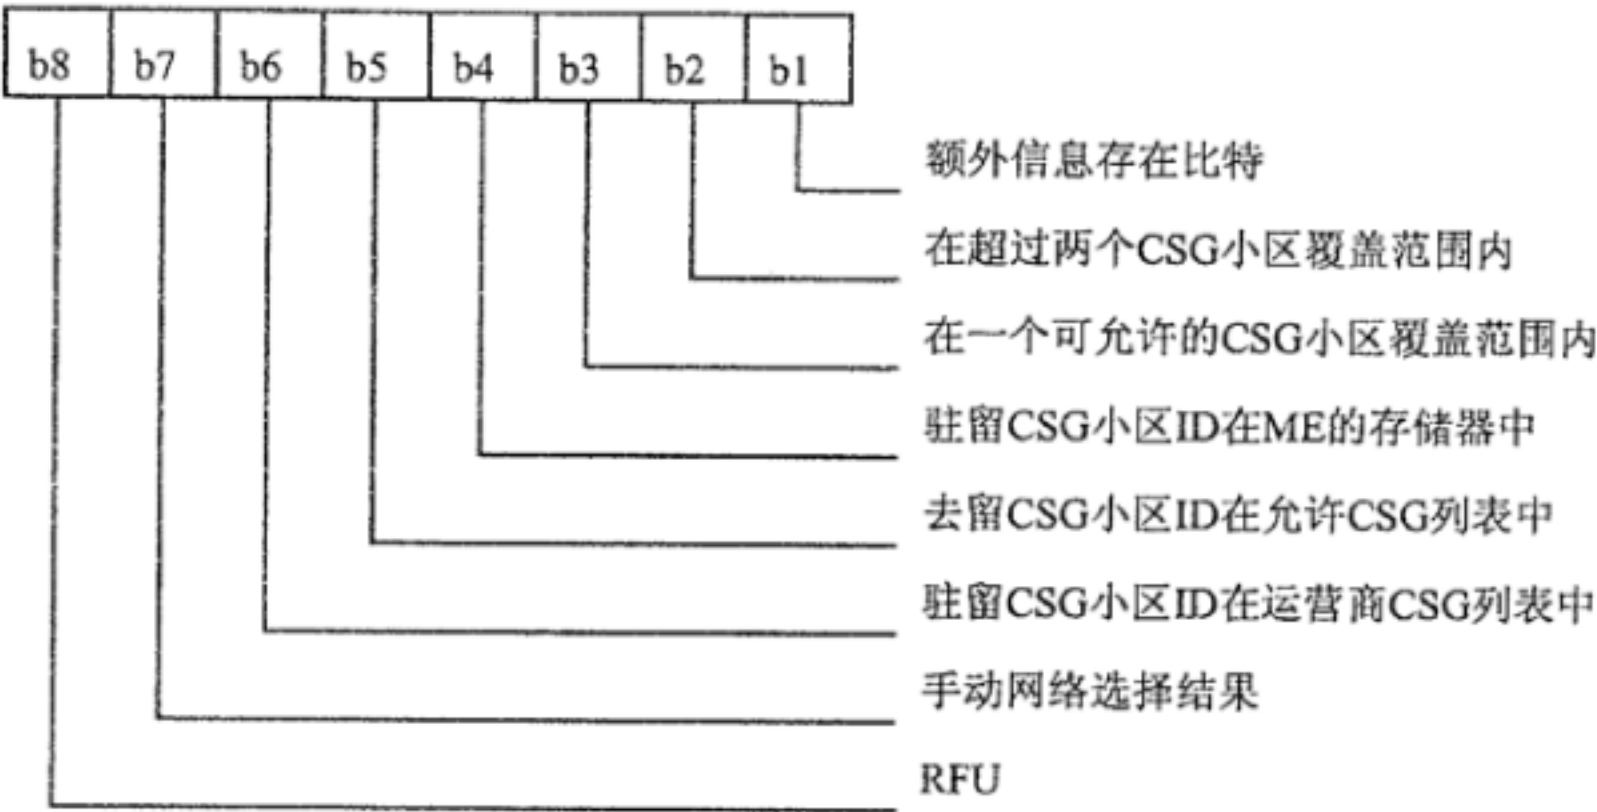 b8 b7 b6 b5 b4 b3 b2 b1
额外信息存在比特
在超过两个CSG小区覆盖范围内
在一个可允许的CSG小区覆盖范围内
驻留CSG小区ID在ME的存储器中
去留CSG小区ID在允许CSG列表中
驻留CSG小区ID在运营商CSG列表中
手动网络选择结果
RFU